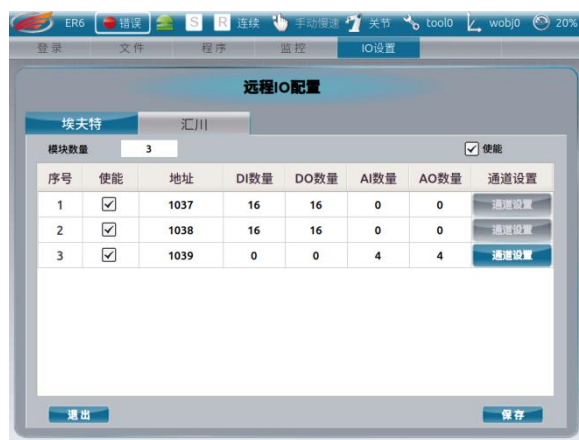 ER6 错误 S R 连续 手动慢速 关节 tool0 wobj0 20%
登录 文件 程序 监控 IO设置
远程IO配置
埃夫特 汇川
模块数量 3 使能
序号 使能 地址 DI数量 DO数量 AI数量 AO数量 通道设置
1 1037 16 16 0 0 通道设置
2 1038 16 16 0 0 通道设置
3 1039 0 0 4 4 通道设置
退出 保存